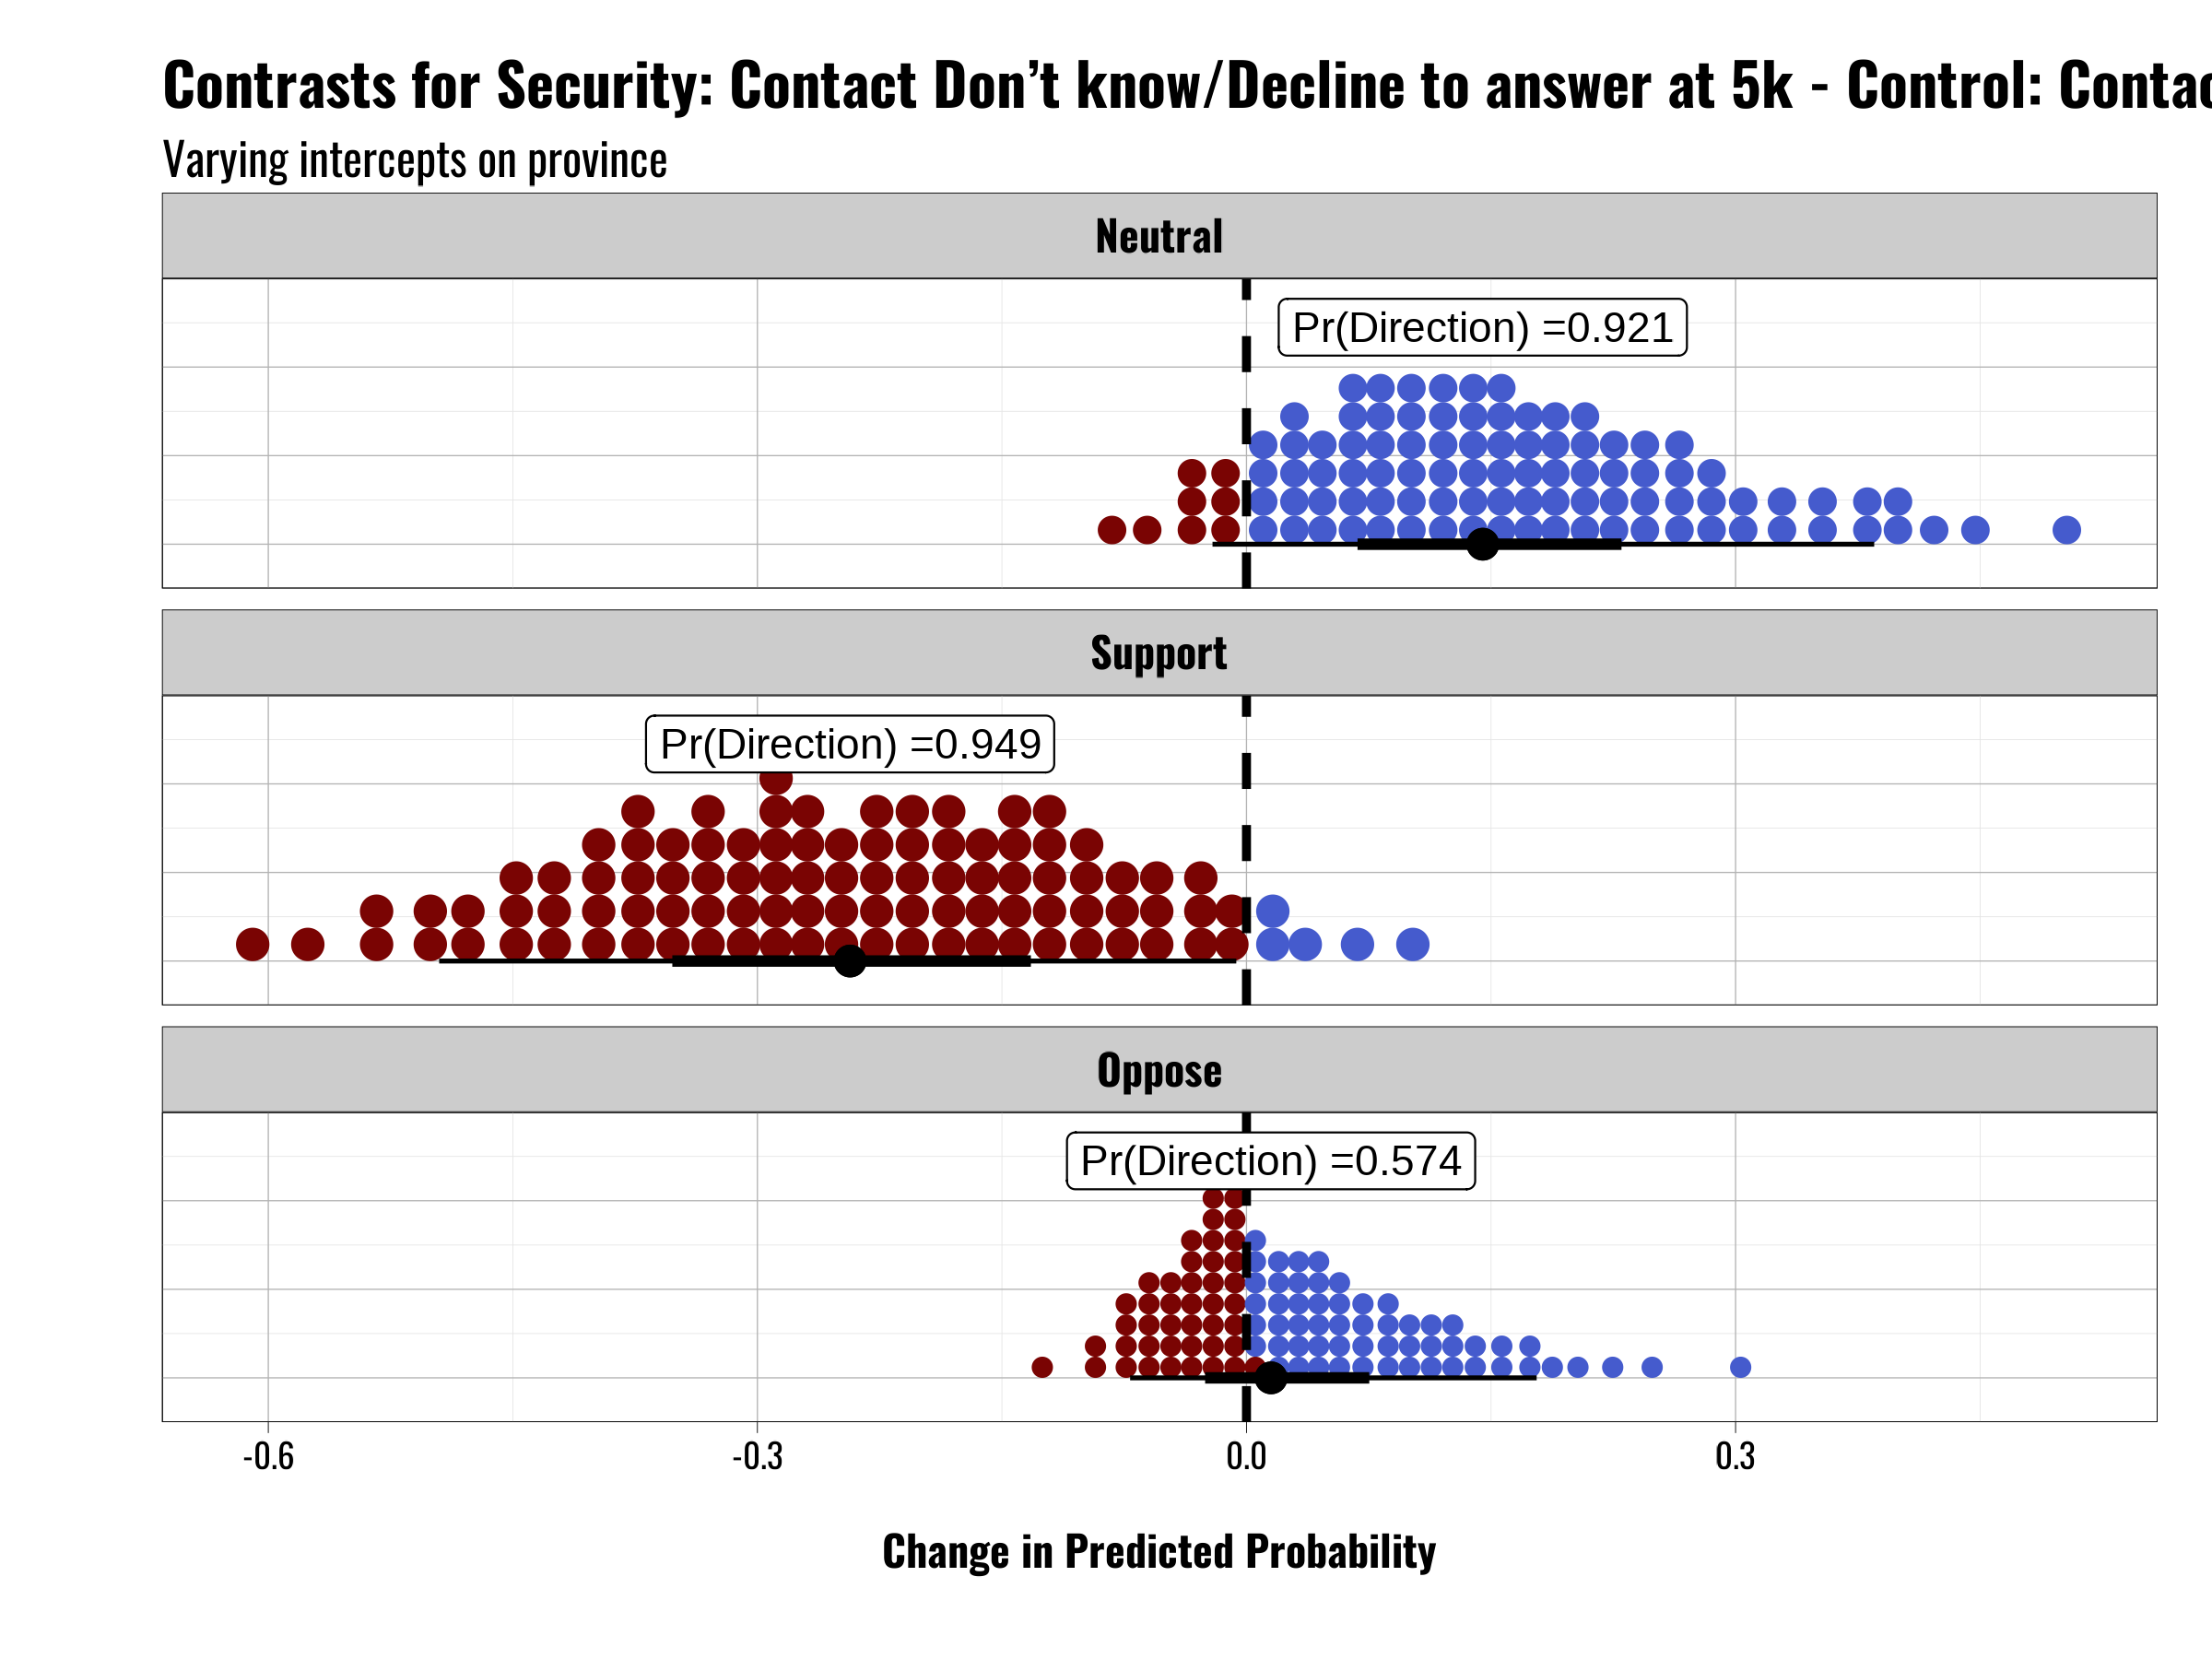 Contrasts for Security: Contact Don’t know/Decline to answer at 5k - Control:
Varying intercepts on province
Neutral
Pr(Direction) =0.921
Support
Pr(Direction) =0.949
Oppose
Pr(Direction) =0.574
-0.6 -0.3 0.0 0.3
Change in Predicted Probability